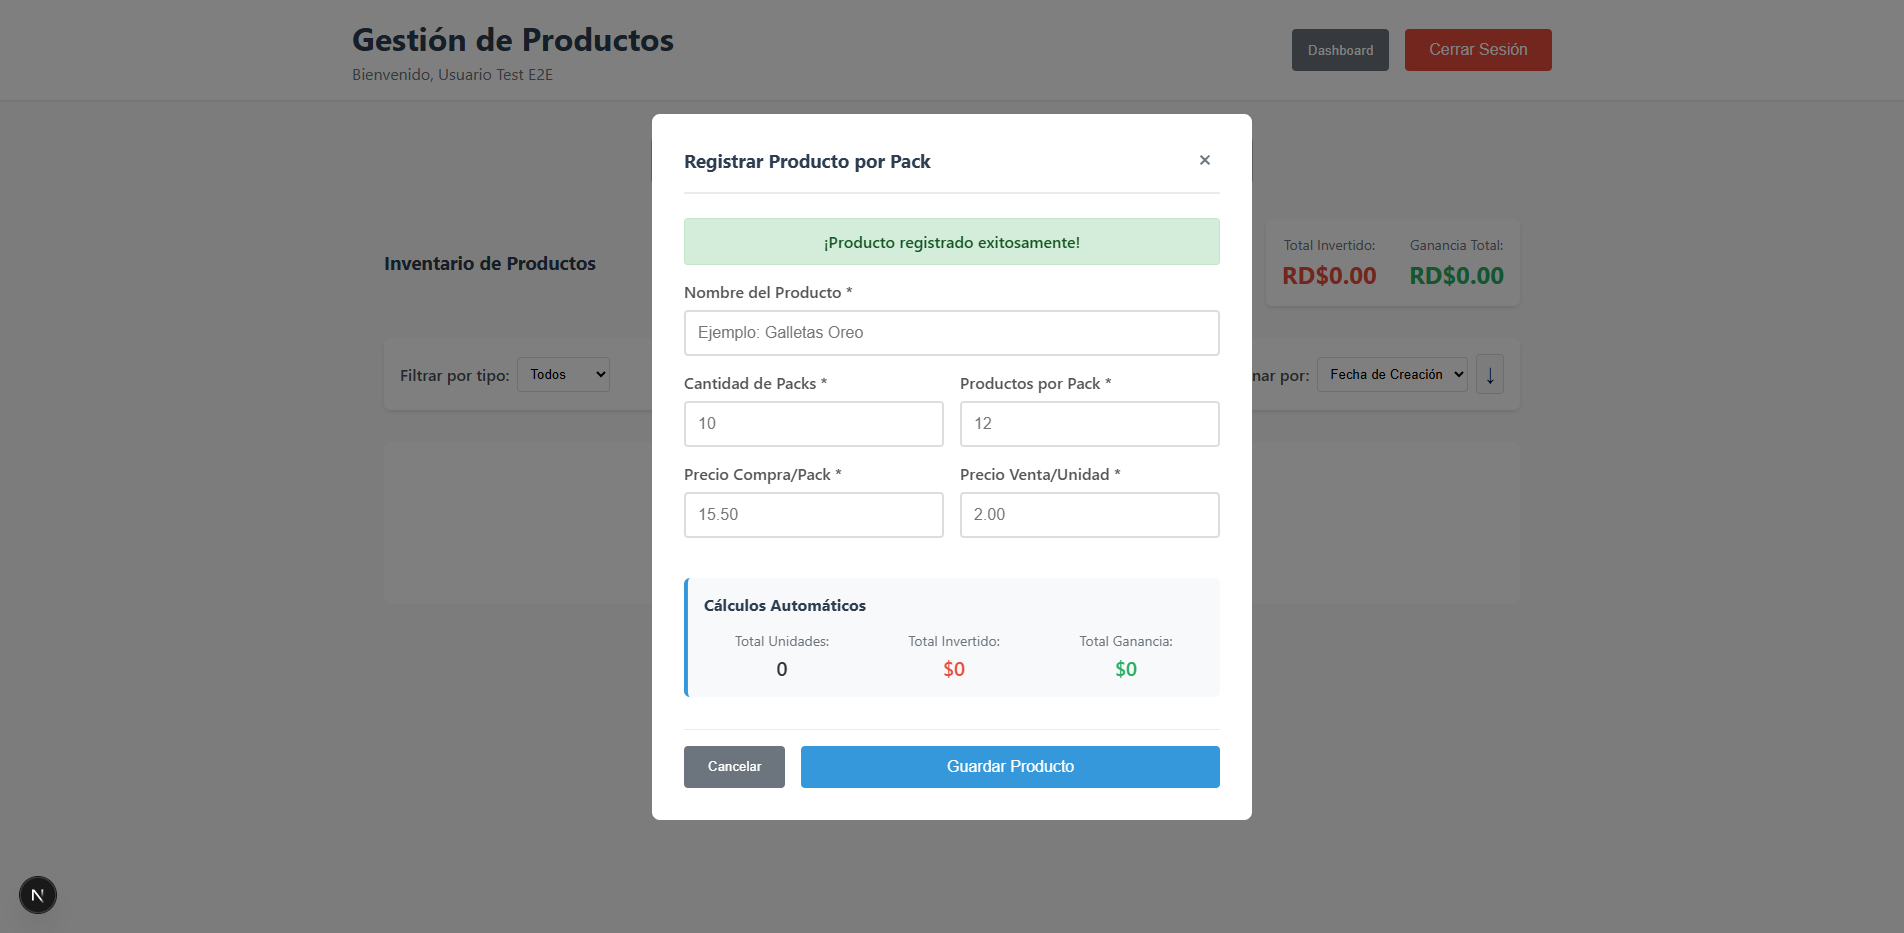 Gestión de Productos
Bienvenido, Usuario Test E2E
Dashboard
Cerrar Sesión
Registrar Producto por Pack
×
¡Producto registrado exitosamente!
Inventario de Productos
Total Invertido:
RD$0.00
Ganancia Total:
RD$0.00
Nombre del Producto *
Ejemplo: Galletas Oreo
Filtrar por tipo:
Todos
nar por:
Fecha de Creación
↓
Cantidad de Packs *
10
Productos por Pack *
12
Precio Compra/Pack *
15.50
Precio Venta/Unidad *
2.00
Cálculos Automáticos
Total Unidades:
0
Total Invertido:
$0
Total Ganancia:
$0
Cancelar
Guardar Producto
N